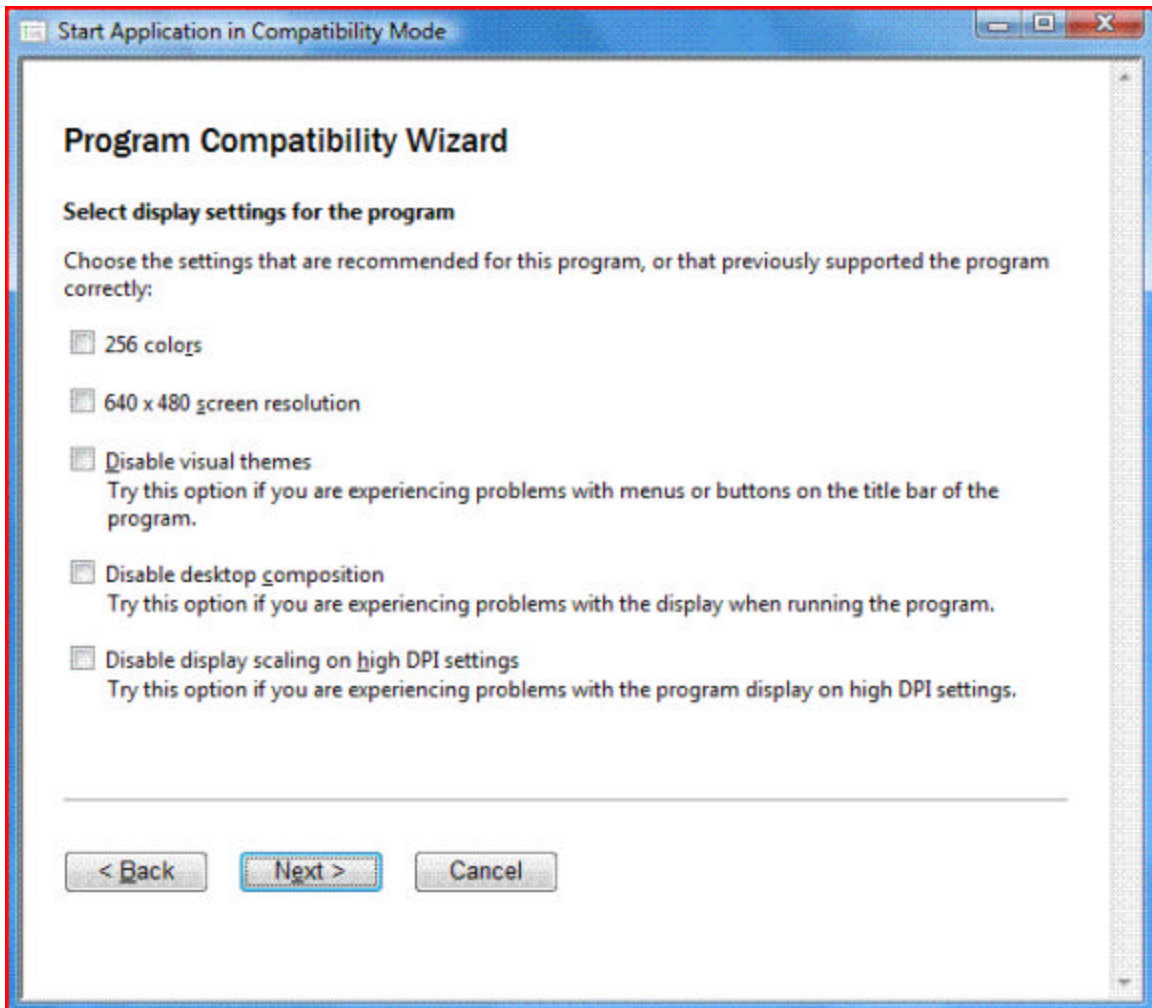 Start Application in Compatibility Mode
Program Compatibility Wizard
Select display settings for the program
Choose the settings that are recommended for this program, or that previously supported the program
correctly:
256 colors
640 x 480 screen resolution
Disable visual themes
Try this option if you are experiencing problems with menus or buttons on the title bar of the
program.
Disable desktop composition
Try this option if you are experiencing problems with the display when running the program.
Disable display scaling on high DPI settings
Try this option if you are experiencing problems with the program display on high DPI settings.
< Back Next > Cancel